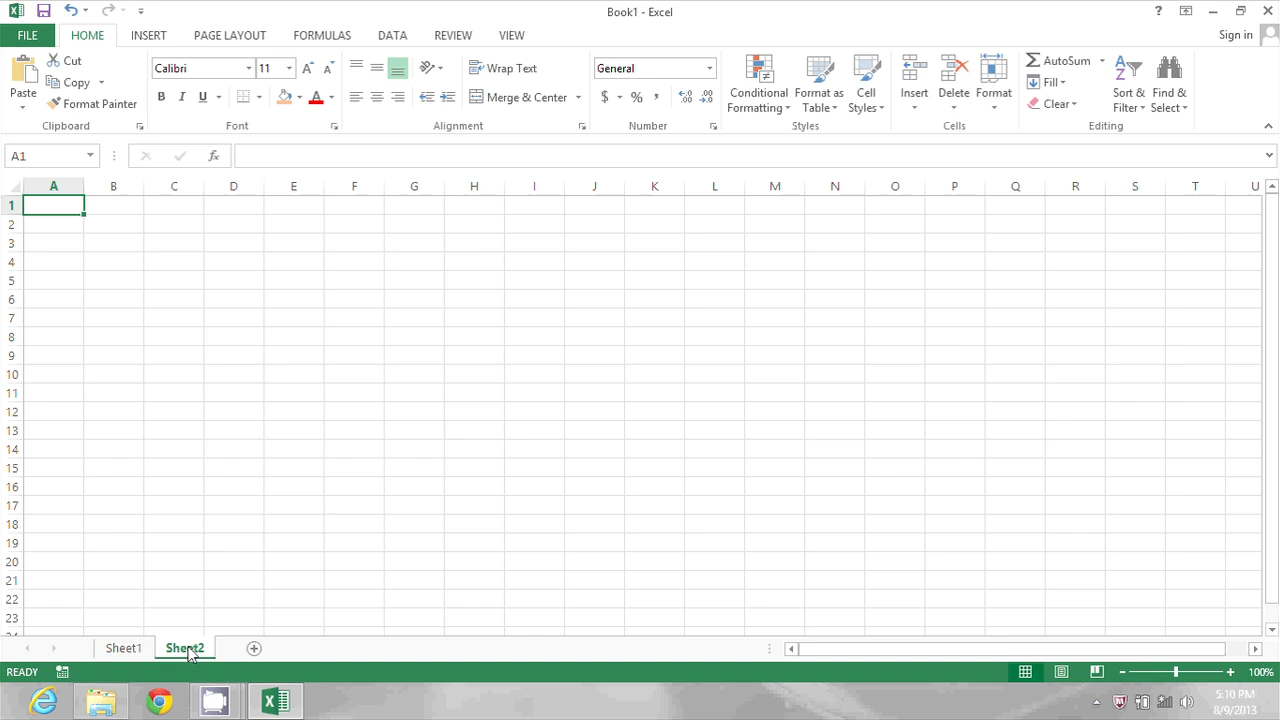 Book1 - Excel
?
FILE HOME INSERT PAGE LAYOUT FORMULAS DATA REVIEW VIEW Sign in
Paste Cut Copy Format Painter
Clipboard
Calibri 11
B I U A
Font
Wrap Text
Merge & Center
Alignment
General
$ % ,
Number
Conditional Formatting Format as Table Cell Styles
Styles
Insert Delete Format
Cells
AutoSum Fill Clear Sort & Filter Find & Select
Editing
A1 fx
A B C D E F G H I J K L M N O P Q R S T U
1
2
3
4
5
6
7
8
9
10
11
12
13
14
15
16
17
18
19
20
21
22
23
24
Sheet1 Sheet2
READY 100%
5:10 PM
8/9/2013